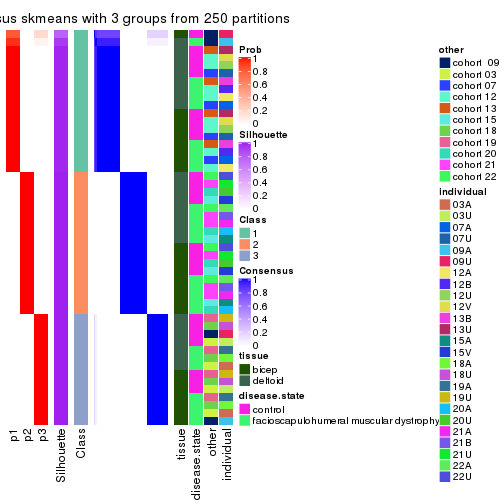 sus skmeans with 3 groups from 250 partitions
Prob
1
0.8
0.6
0.4
0.2
0
Silhouette
1
0.8
0.6
0.4
0.2
0
Class
1
2
3
Consensus
1
0.8
0.6
0.4
0.2
0
tissue
bicep
deltoid
disease.state
control
facioscapulohumeral muscular dystrophy
other
cohort 09
cohort 03
cohort 07
cohort 12
cohort 13
cohort 15
cohort 18
cohort 19
cohort 20
cohort 21
cohort 22
individual
03A
03U
07A
07U
09A
09U
12A
12B
12U
12V
13B
13U
15A
15V
18A
18U
19A
19U
20A
20U
21A
21B
21U
22A
22U
p1
p2
p3
Silhouette
Class
tissue
disease.state
other
individual